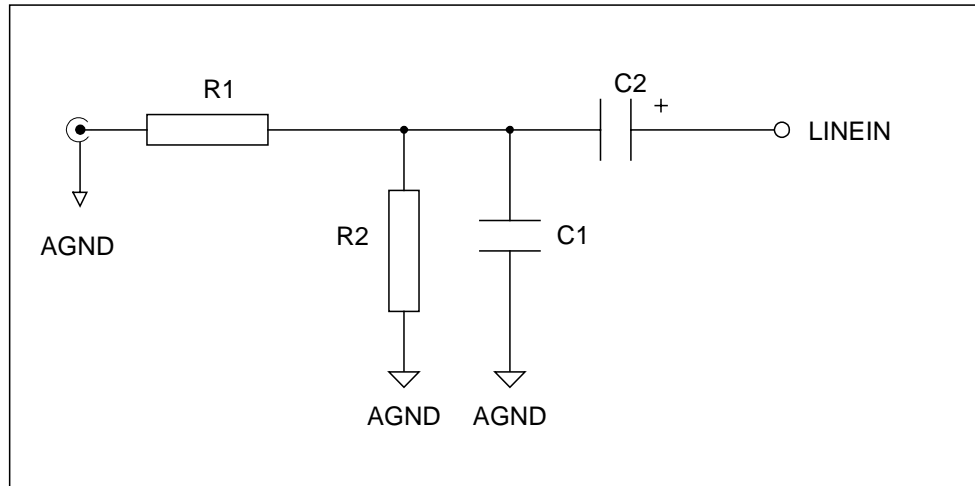 R1
C2
+
LINEIN
AGND
R2
C1
AGND
AGND